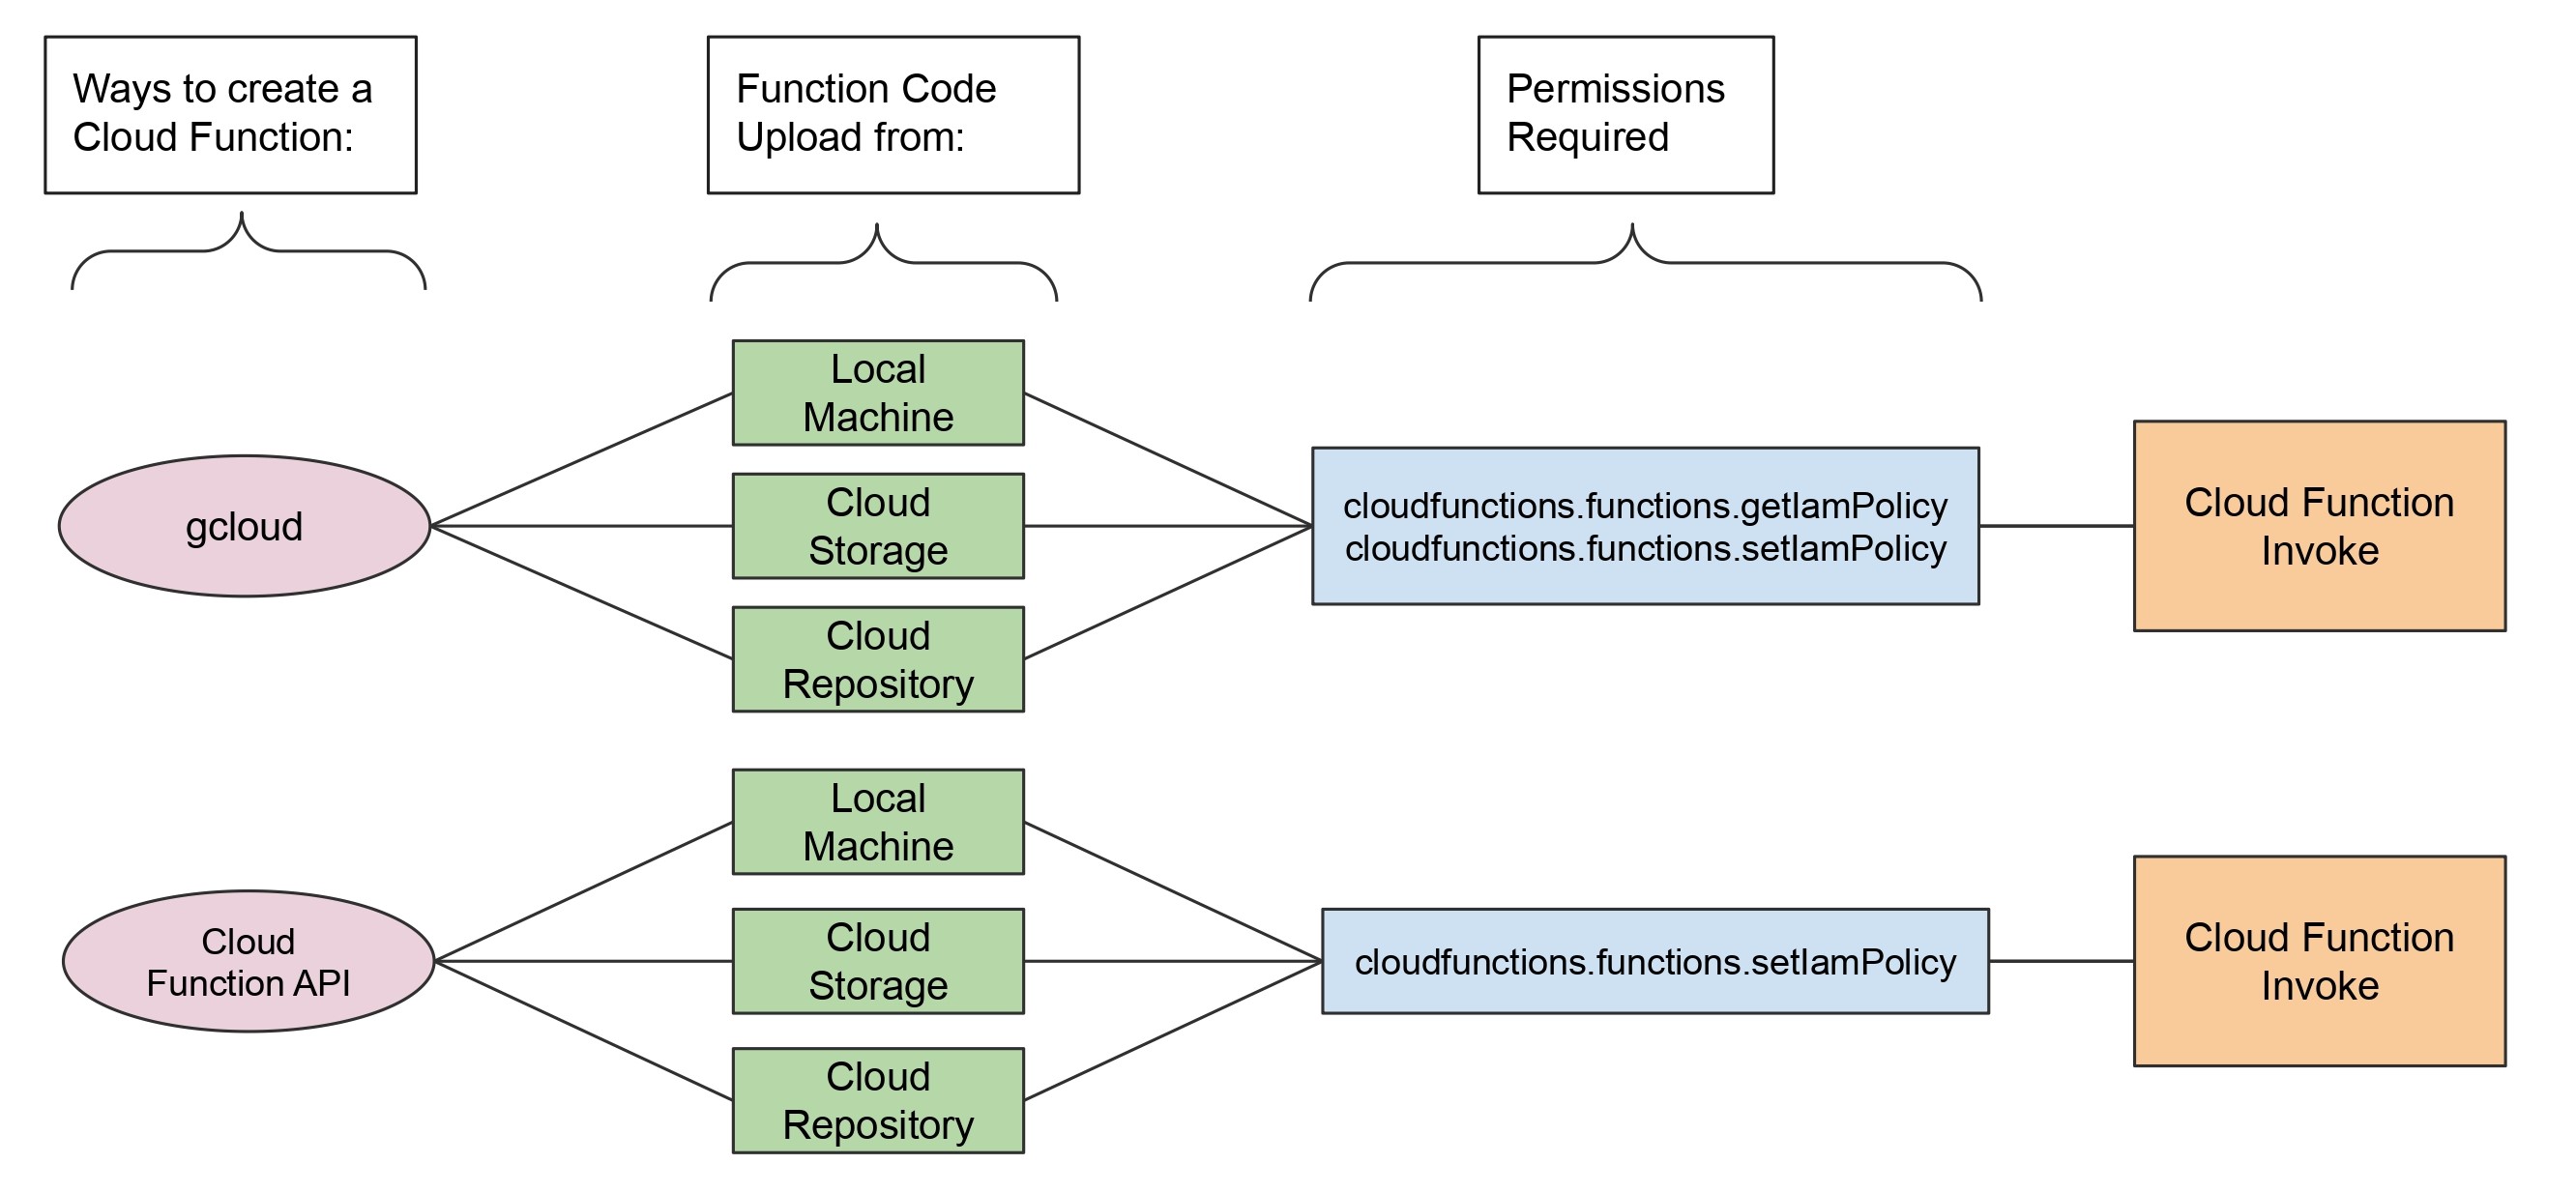 Ways to create a
Cloud Function:
Function Code
Upload from:
Permissions
Required
gcloud
Local
Machine
Cloud
Storage
Cloud
Repository
cloudfunctions.functions.getIamPolicy
cloudfunctions.functions.setIamPolicy
Cloud Function
Invoke
Cloud
Function API
Local
Machine
Cloud
Storage
Cloud
Repository
cloudfunctions.functions.setIamPolicy
Cloud Function
Invoke